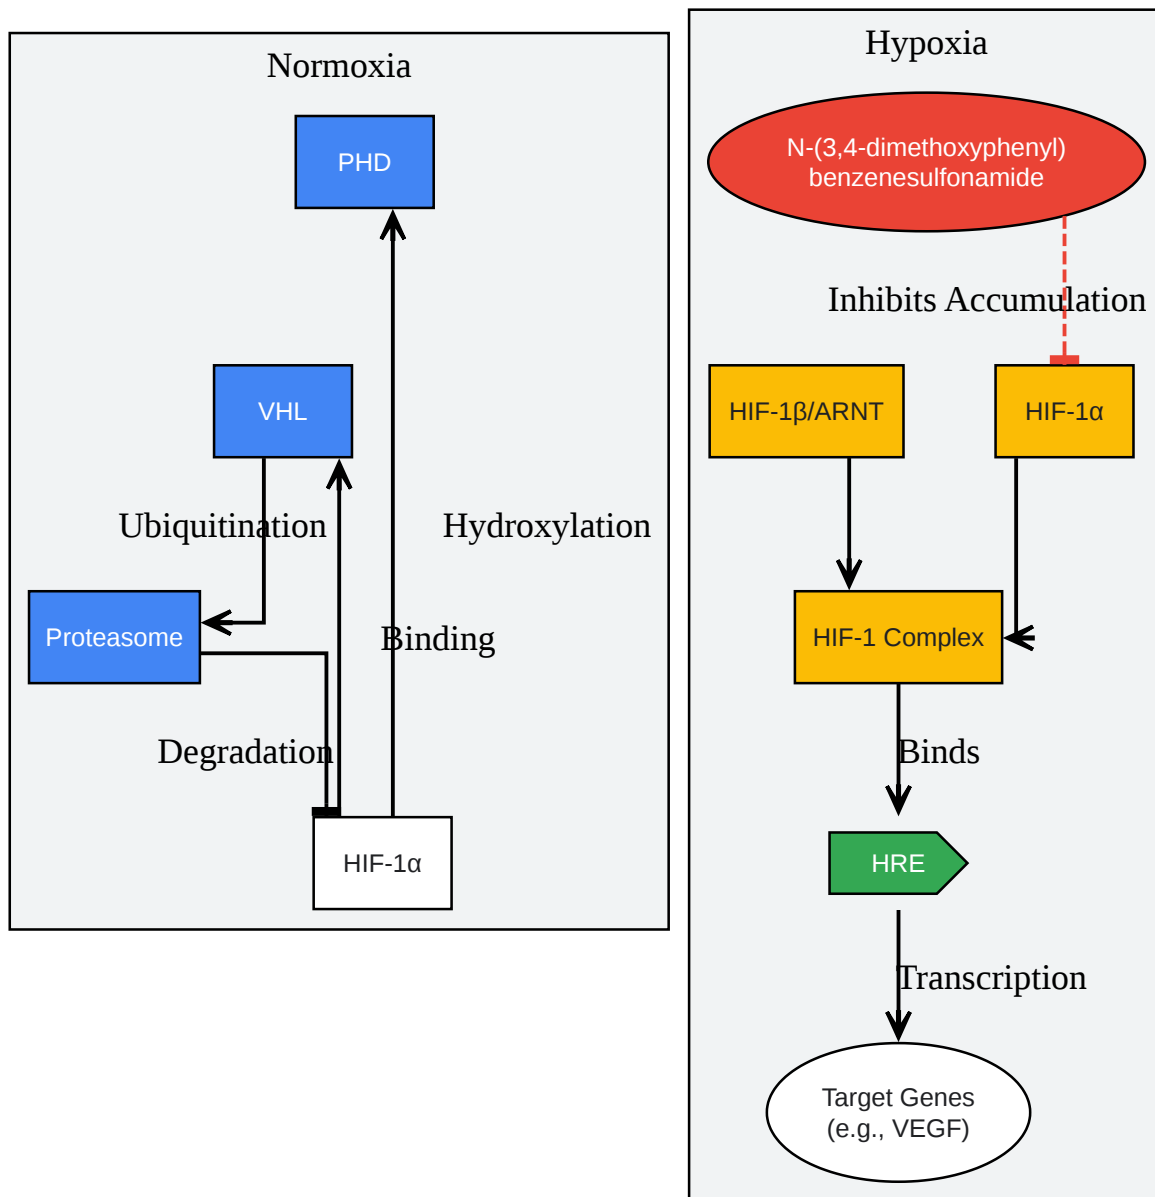 Normoxia
PHD
VHL
Ubiquitination
Hydroxylation
Proteasome
Binding
Degradation
HIF-1α
Hypoxia
N-(3,4-dimethoxyphenyl)
benzenesulfonamide
Inhibits Accumulation
HIF-1β/ARNT
HIF-1α
HIF-1 Complex
Binds
HRE
Transcription
Target Genes
(e.g., VEGF)